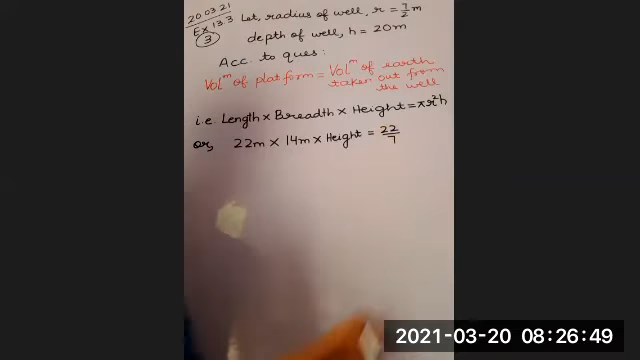 20.03.21
Ex 13.3
3
Let, radius of well, r = 7/2 m
depth of well, h = 20m
Acc. to ques:
Volᵐ of platform = Volᵐ of earth
taken out from
the well
i.e. Length × Breadth × Height = πr²h
or, 22m × 14m × Height = 22/7
2021-03-20 08:26:49